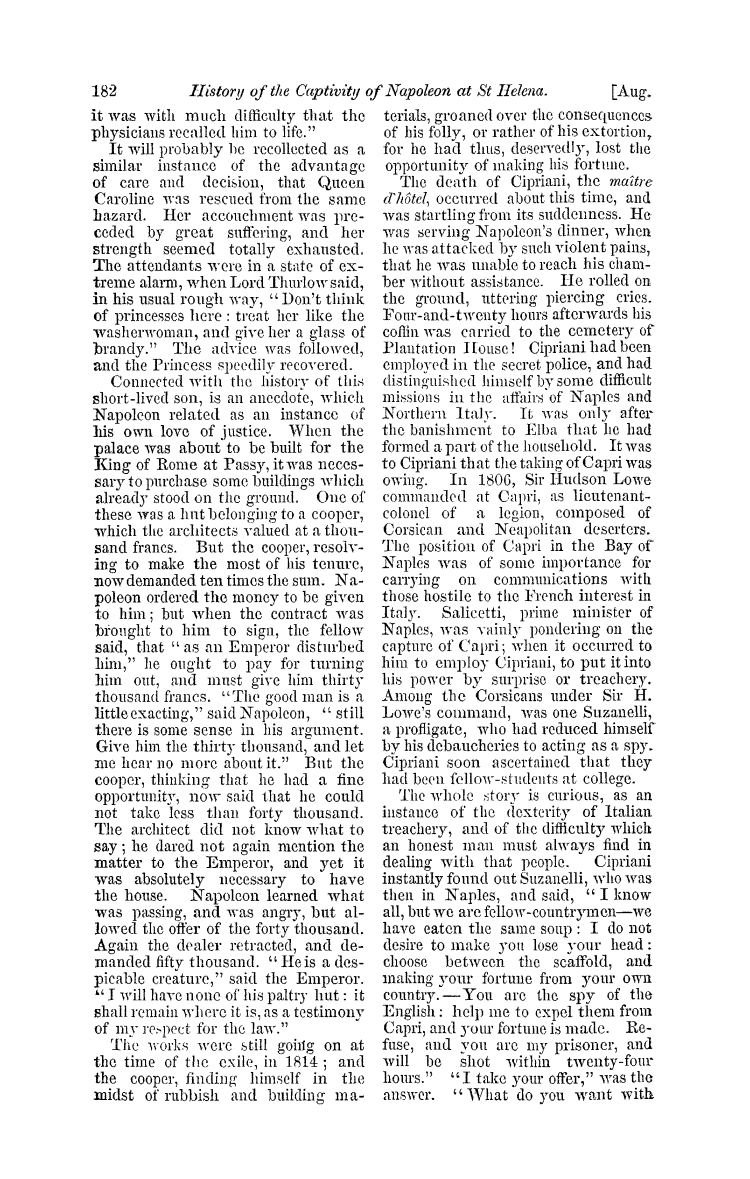 182 History of the Captivity of Napoleon at St Helena. [Aug.
it was with much difficulty that the
physicians recalled him to life."
It will probably be recollected as a
similar instance of the advantage
of care and decision, that Queen
Caroline was rescued from the same
hazard. Her accouchment was pre-
ceded by great suffering, and her
strength seemed totally exhausted.
The attendants were in a state of ex-
treme alarm, when Lord Thurlow said,
in his usual rough way, "Don't think
of princesses here: treat her like the
washerwoman, and give her a glass of
brandy." The advice was followed,
and the Princess speedily recovered.
Connected with the history of this
short-lived son, is an anecdote, which
Napoleon related as an instance of
his own love of justice. When the
palace was about to be built for the
King of Rome at Passy, it was neces-
sary to purchase some buildings which
already stood on the ground. One of
these was a hut belonging to a cooper,
which the architects valued at a thou-
sand francs. But the cooper, resolv-
ing to make the most of his tenure,
now demanded ten times the sum. Na-
poleon ordered the money to be given
to him; but when the contract was
brought to him to sign, the fellow
said, that "as an Emperor disturbed
him," he ought to pay for turning
him out, and must give him thirty
thousand francs. "The good man is a
little exacting," said Napoleon, "still
there is some sense in his argument.
Give him the thirty thousand, and let
me hear no more about it." But the
cooper, thinking that he had a fine
opportunity, now said that he could
not take less than forty thousand.
The architect did not know what to
say; he dared not again mention the
matter to the Emperor, and yet it
was absolutely necessary to have
the house. Napoleon learned what
was passing, and was angry, but al-
lowed the offer of the forty thousand.
Again the dealer retracted, and de-
manded fifty thousand. "He is a des-
picable creature," said the Emperor.
"I will have none of his paltry hut: it
shall remain where it is, as a testimony
of my respect for the law."
The works were still going on at
the time of the exile, in 1814; and
the cooper, finding himself in the
midst of rubbish and building ma-
terials, groaned over the consequences
of his folly, or rather of his extortion,
for he had thus, deservedly, lost the
opportunity of making his fortune.
The death of Cipriani, the maître
d'hôtel, occurred about this time, and
was startling from its suddenness. He
was serving Napoleon's dinner, when
he was attacked by such violent pains,
that he was unable to reach his cham-
ber without assistance. He rolled on
the ground, uttering piercing cries.
Four-and-twenty hours afterwards his
coffin was carried to the cemetery of
Plantation House! Cipriani had been
employed in the secret police, and had
distinguished himself by some difficult
missions in the affairs of Naples and
Northern Italy. It was only after
the banishment to Elba that he had
formed a part of the household. It was
to Cipriani that the taking of Capri was
owing. In 1806, Sir Hudson Lowe
commanded at Capri, as lieutenant-
colonel of a legion, composed of
Corsican and Neapolitan deserters.
The position of Capri in the Bay of
Naples was of some importance for
carrying on communications with
those hostile to the French interest in
Italy. Salicetti, prime minister of
Naples, was vainly pondering on the
capture of Capri; when it occurred to
him to employ Cipriani, to put it into
his power by surprise or treachery.
Among the Corsicans under Sir H.
Lowe's command, was one Suzanelli,
a profligate, who had reduced himself
by his debaucheries to acting as a spy.
Cipriani soon ascertained that they
had been fellow-students at college.
The whole story is curious, as an
instance of the dexterity of Italian
treachery, and of the difficulty which
an honest man must always find in
dealing with that people. Cipriani
instantly found out Suzanelli, who was
then in Naples, and said, "I know
all, but we are fellow-countrymen—we
have eaten the same soup: I do not
desire to make you lose your head:
choose between the scaffold, and
making your fortune from your own
country.—You are the spy of the
English: help me to expel them from
Capri, and your fortune is made. Re-
fuse, and you are my prisoner, and
will be shot within twenty-four
hours." "I take your offer," was the
answer. "What do you want with